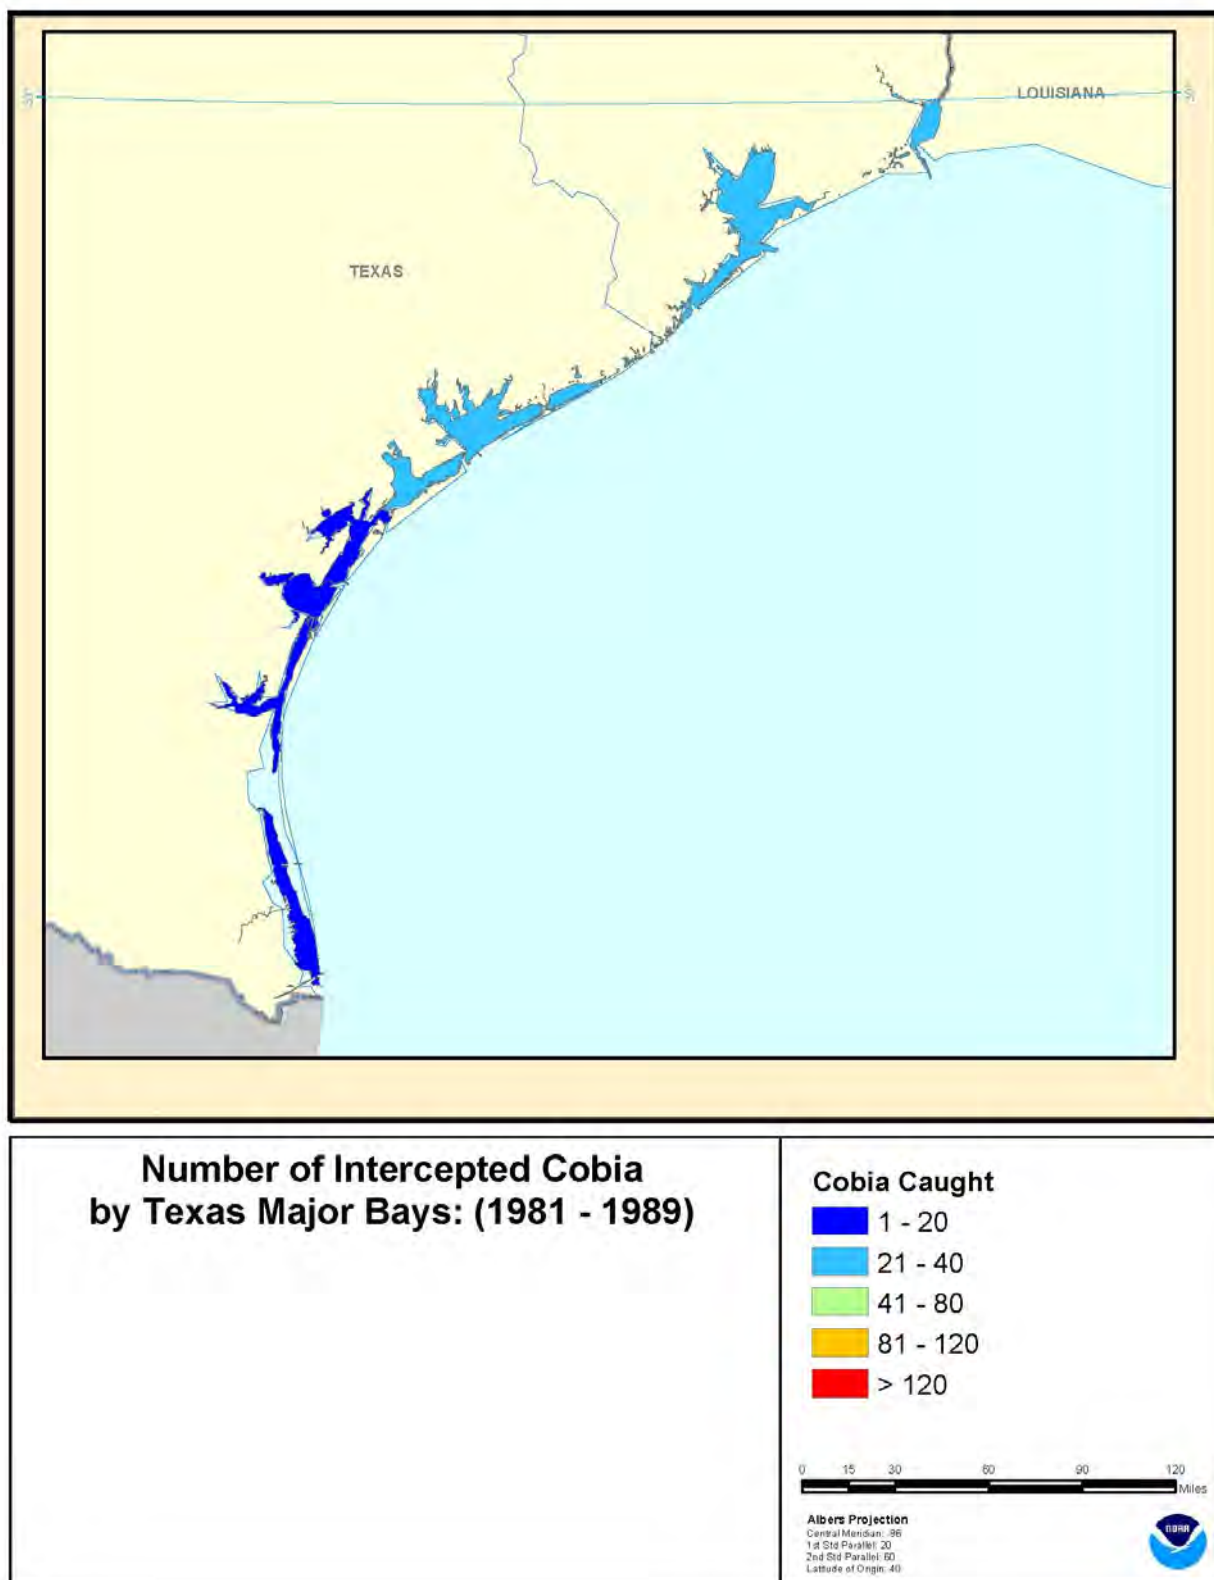 LOUISIANA
TEXAS
Number of Intercepted Cobia
by Texas Major Bays: (1981 - 1989)
Cobia Caught
1 - 20
21 - 40
41 - 80
81 - 120
> 120
0 15 30 60 90 120
Miles
Albers Projection
Central Meridian: -96
1st Std Parallel: 20
2nd Std Parallel: 60
Latitude of Origin: 40
NOAA